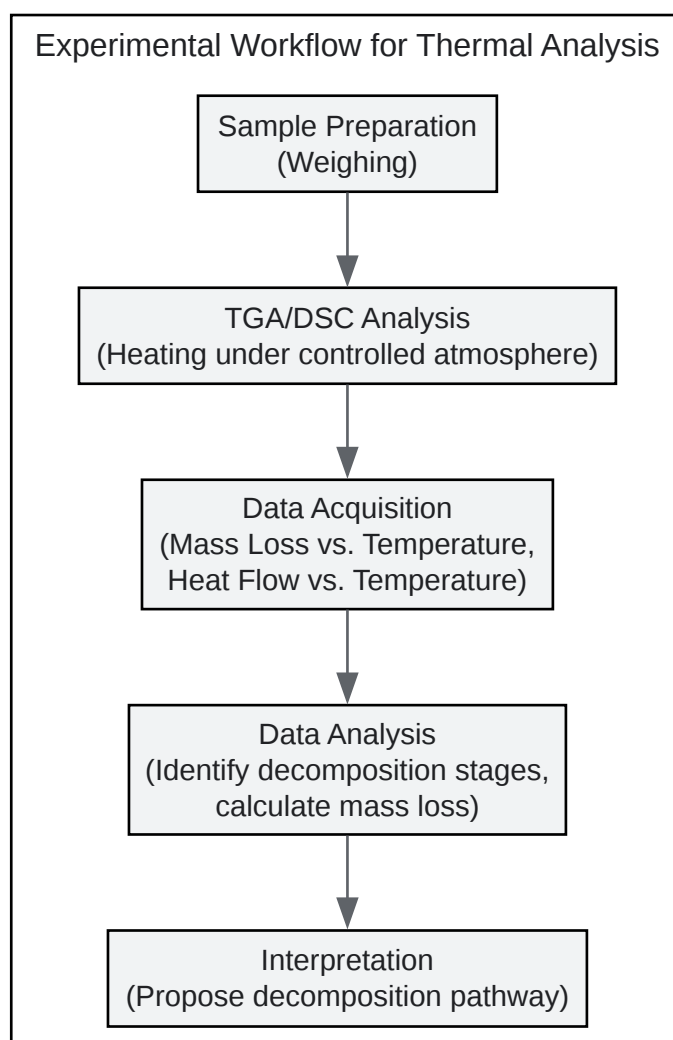 Experimental Workflow for Thermal Analysis
Sample Preparation
(Weighing)
TGA/DSC Analysis
(Heating under controlled atmosphere)
Data Acquisition
(Mass Loss vs. Temperature,
Heat Flow vs. Temperature)
Data Analysis
(Identify decomposition stages,
calculate mass loss)
Interpretation
(Propose decomposition pathway)